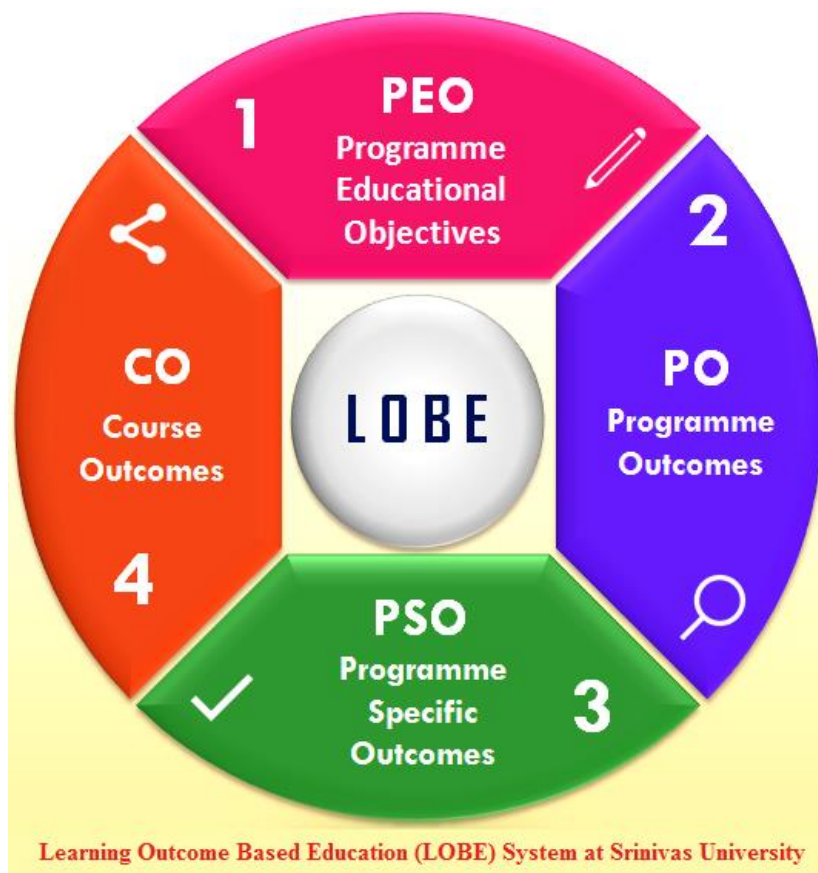 1
PEO
Programme
Educational
Objectives
2
PO
Programme
Outcomes
PSO
Programme
Specific
Outcomes
3
CO
Course
Outcomes
4
LOBE
Learning Outcome Based Education (LOBE) System at Srinivas University